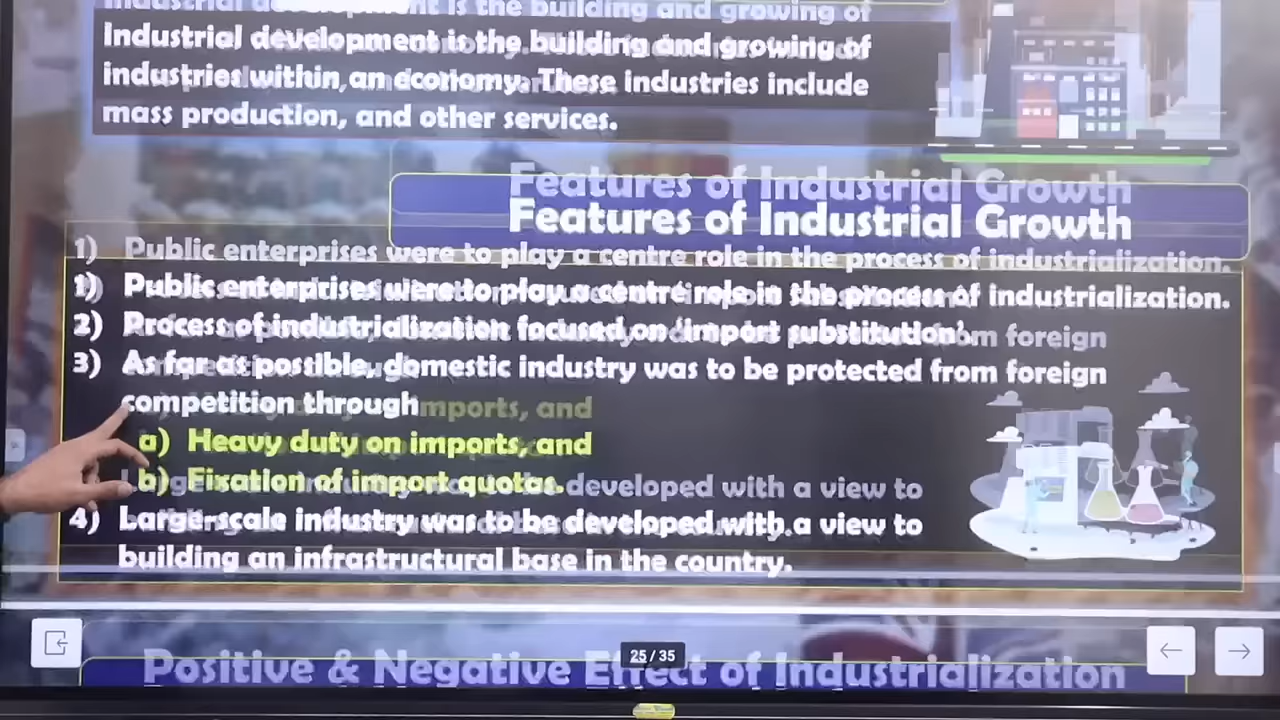 Industrial development is the building and growing of
industries within an economy. These industries include
mass production, and other services.
Features of Industrial Growth
1) Public enterprises were to play a centre role in the process of industrialization.
2) Process of industrialization focused on 'import substitution'.
3) As far as possible, domestic industry was to be protected from foreign
competition through
a) Heavy duty on imports, and
b) Fixation of import quotas.
4) Large scale industry was to be developed with a view to
building an infrastructural base in the country.
25 / 35
Positive & Negative Effect of Industrialization